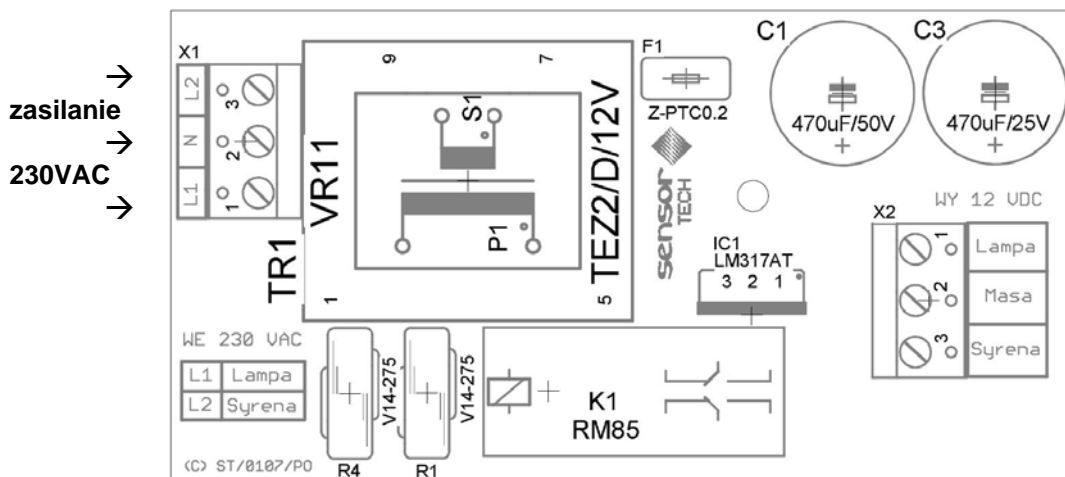 →
zasilanie
→
230VAC
→
X1
L2
N
L1
3
2
1
9
7
S1
P1
VR11
TR1
TEZ2/D/12V
1
5
F1
Z-PTC0.2
sensor
TECH
C1
470uF/50V
+
C3
470uF/25V
+
IC1
LM317AT
3 2 1
WY 12 VDC
X2
1
Lampa
2
Masa
3
Syrena
WE 230 VAC
L1 Lampa
L2 Syrena
V14-275
R4
V14-275
R1
K1
RM85
(C) ST/0107/PO